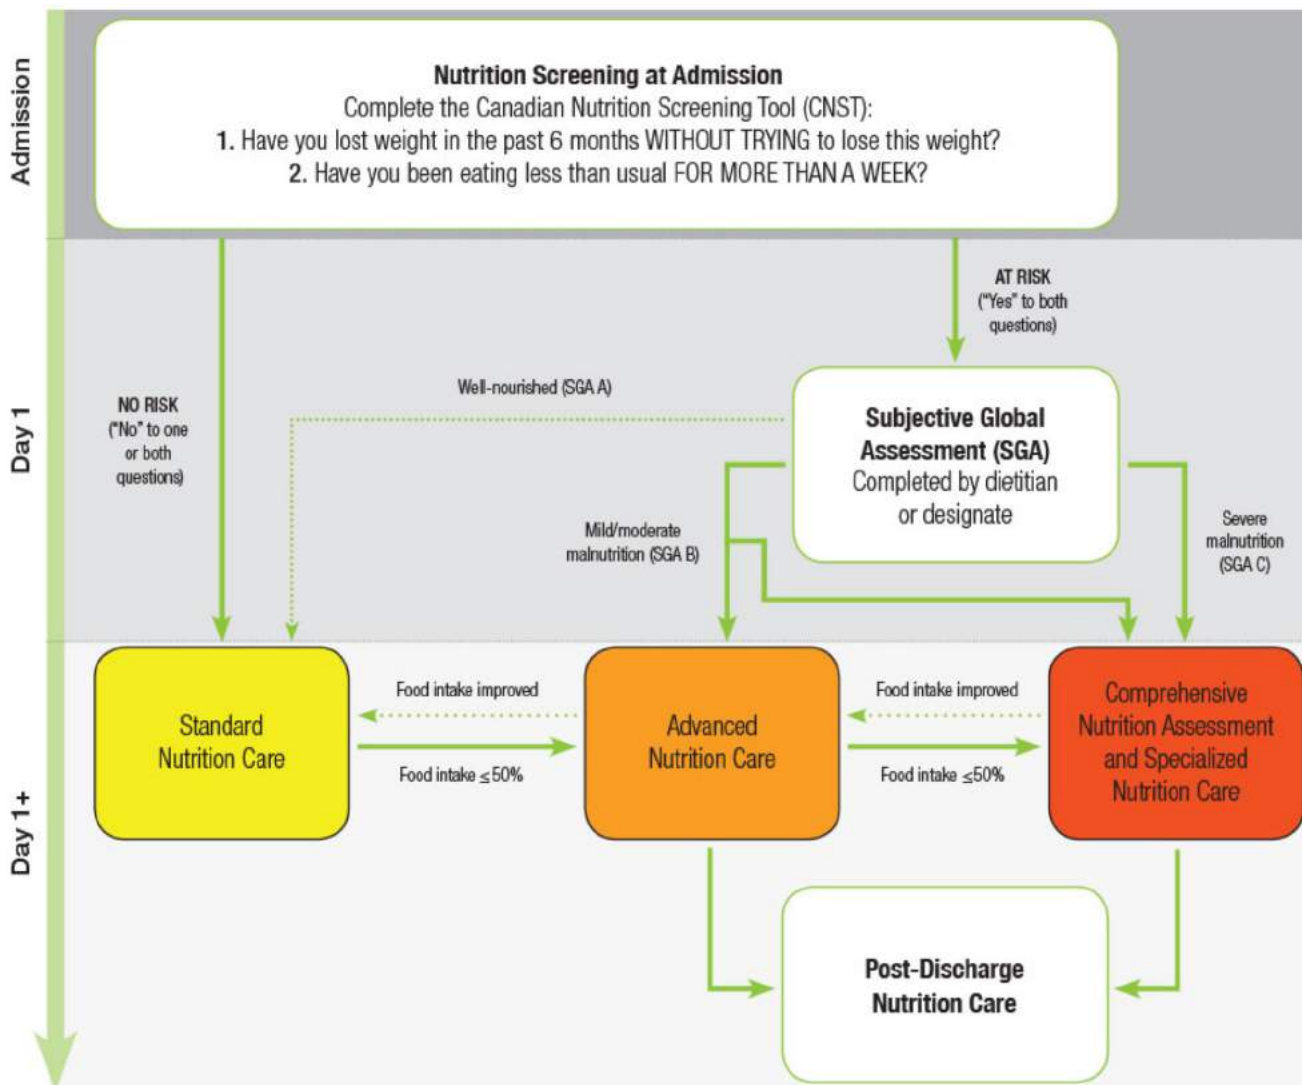 Admission
Nutrition Screening at Admission
Complete the Canadian Nutrition Screening Tool (CNST):
1. Have you lost weight in the past 6 months WITHOUT TRYING to lose this weight?
2. Have you been eating less than usual FOR MORE THAN A WEEK?
Day 1
AT RISK
("Yes" to both
questions)
NO RISK
("No" to one
or both
questions)
Well-nourished (SGA A)
Subjective Global
Assessment (SGA)
Completed by dietitian
or designate
Mild/moderate
malnutrition (SGA B)
Severe
malnutrition
(SGA C)
Day 1+
Standard
Nutrition Care
Food intake improved
Food intake ≤50%
Advanced
Nutrition Care
Food intake improved
Food intake ≤50%
Comprehensive
Nutrition Assessment
and Specialized
Nutrition Care
Post-Discharge
Nutrition Care